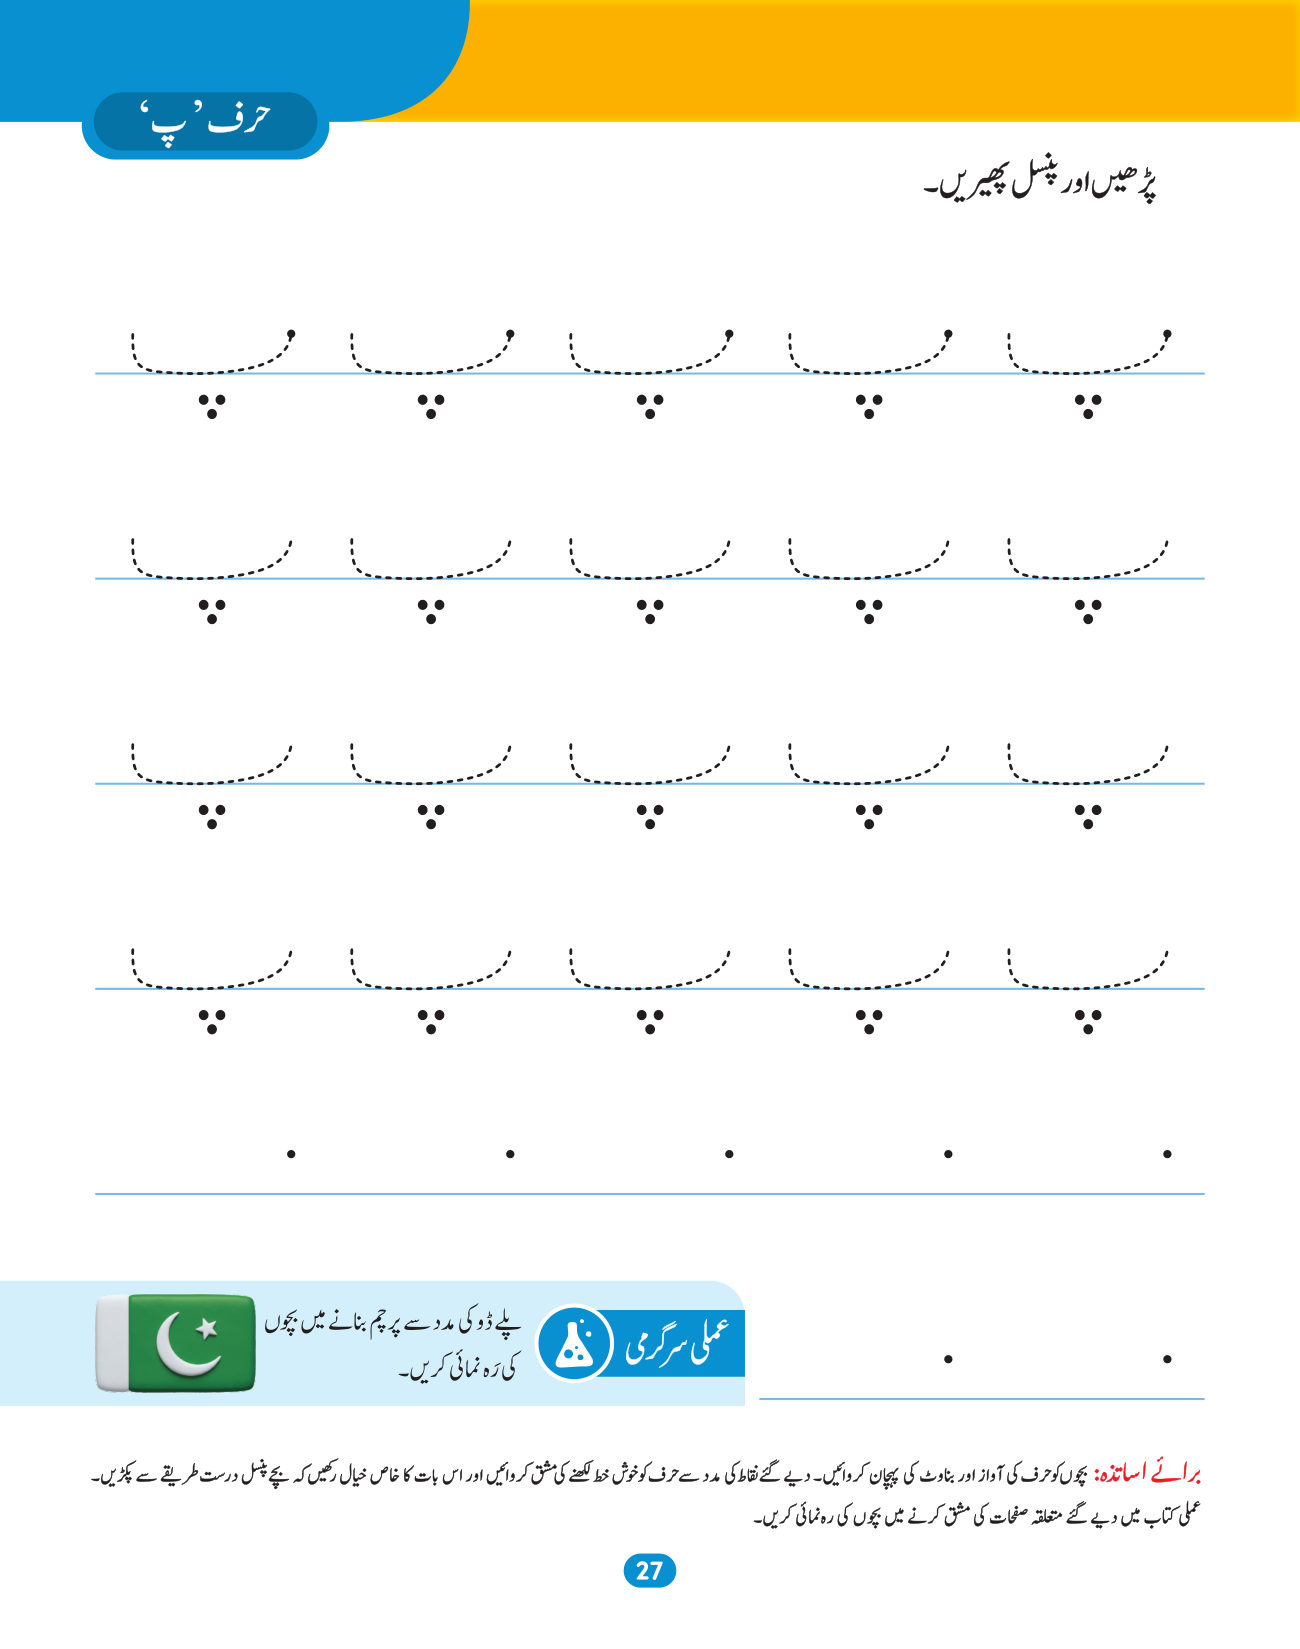 حرف ’پ‘
پڑھیں اور پنسل پھیریں۔
پ پ پ پ پ
پ پ پ پ پ
پ پ پ پ پ
پ پ پ پ پ
عملی سرگرمی
پلے ڈو کی مدد سے پرچم بنانے میں بچوں
کی رَہ نمائی کریں۔
برائے اساتذہ: بچوں کو حرف کی آواز اور بناوٹ کی پہچان کروائیں۔ دیے گئے نقاط کی مدد سے حرف کو خوش خط لکھنے کی مشق کروائیں اور اس بات کا خاص خیال رکھیں کہ بچے پنسل درست طریقے سے پکڑیں۔
عملی کتاب میں دیے گئے متعلقہ صفحات کی مشق کرنے میں بچوں کی رہ نمائی کریں۔
27